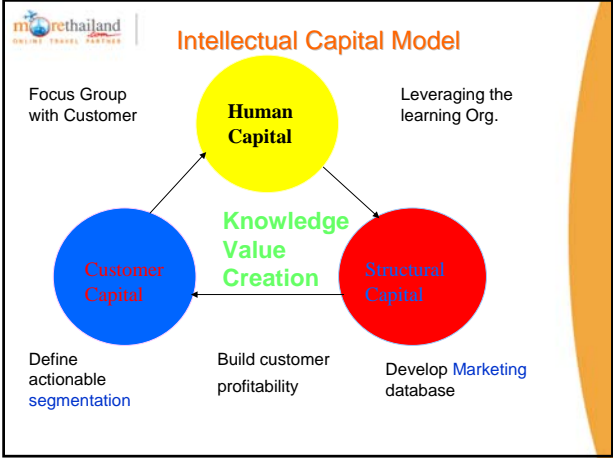 morethailand
.com
ONLINE TRAVEL PARTNER
Intellectual Capital Model
Focus Group
with Customer
Human
Capital
Leveraging the
learning Org.
Knowledge
Value
Creation
Customer
Capital
Structural
Capital
Define
actionable
segmentation
Build customer
profitability
Develop Marketing
database